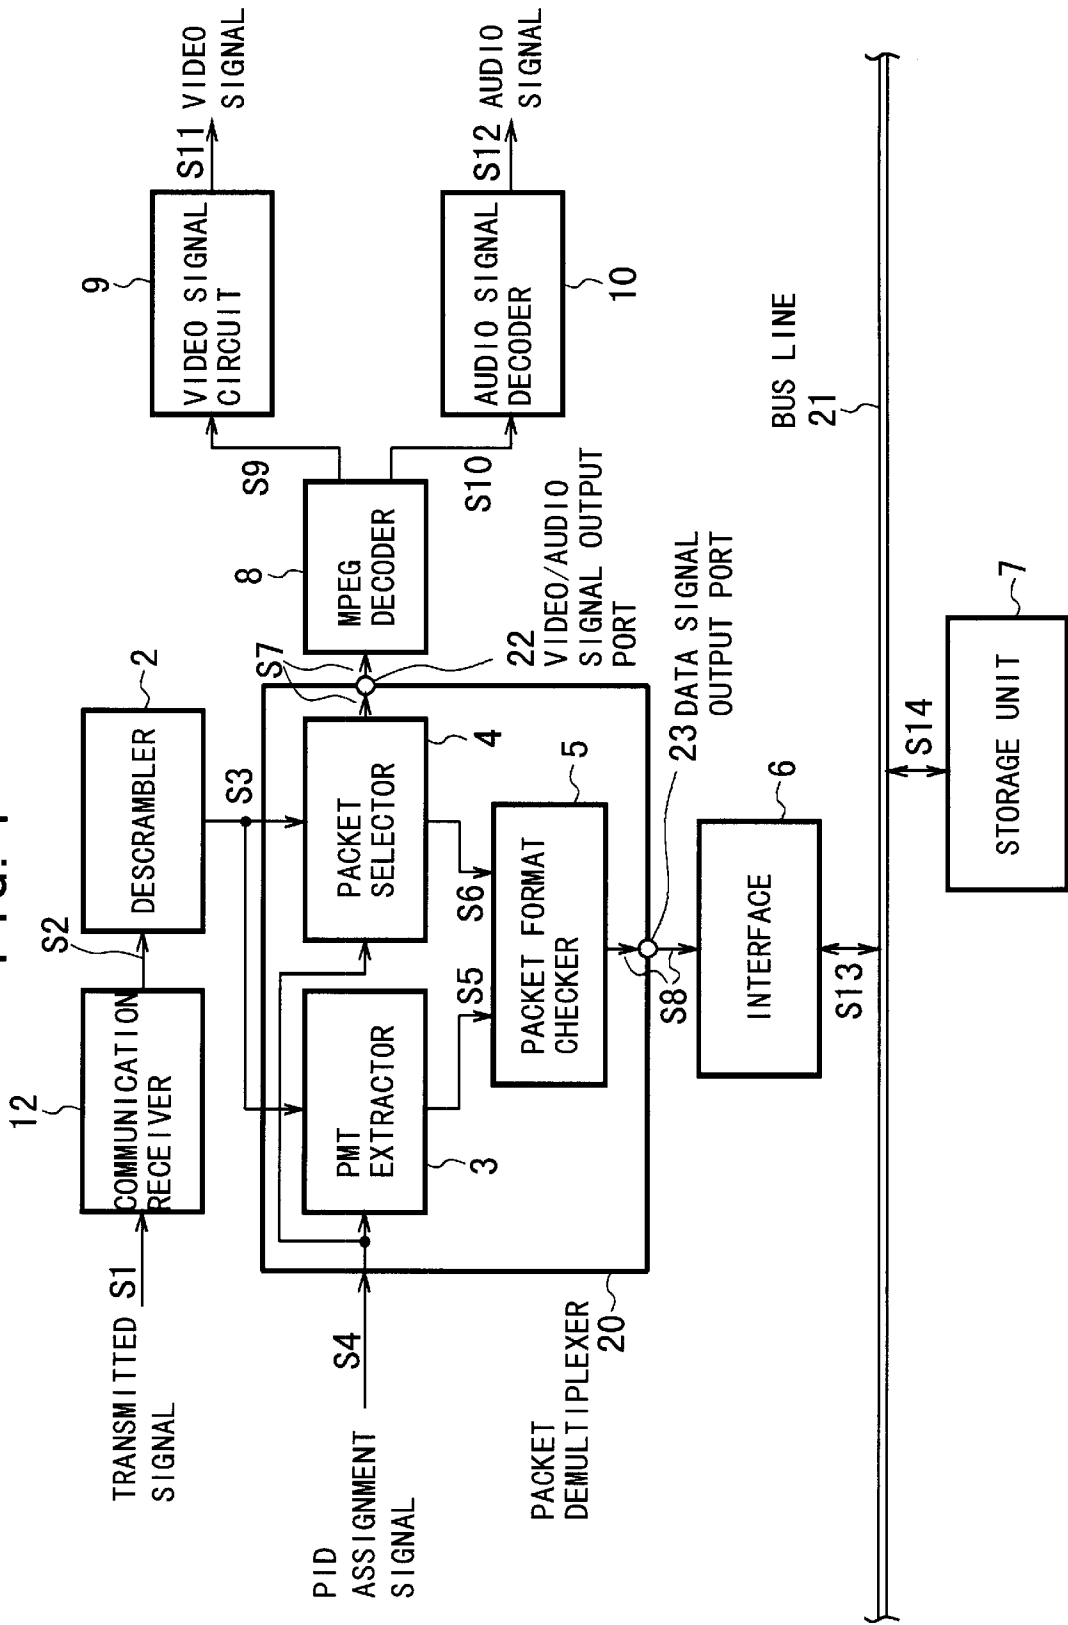 FIG. 1
12
COMMUNICATION
RECEIVER
TRANSMITTED
SIGNAL
S1
S2
2
DESCRAMBLER
S3
PID
ASSIGNMENT
SIGNAL
S4
PMT
EXTRACTOR
3
PACKET
SELECTOR
4
S5
S6
PACKET FORMAT
CHECKER
5
PACKET
DEMULTIPLEXER
20
S7
22
VIDEO/AUDIO
SIGNAL OUTPUT
PORT
8
MPEG
DECODER
S9
S10
9
VIDEO SIGNAL
CIRCUIT
S11
VIDEO
SIGNAL
AUDIO SIGNAL
DECODER
10
S12
AUDIO
SIGNAL
S8
23
DATA SIGNAL
OUTPUT PORT
INTERFACE
6
S13
BUS LINE
21
S14
STORAGE UNIT
7